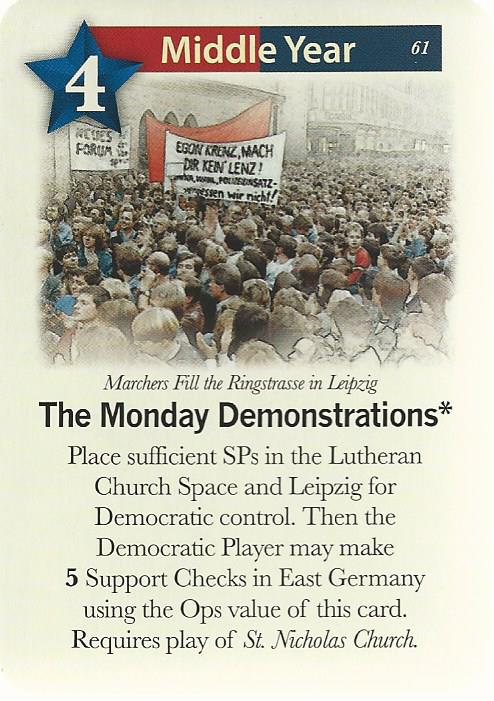 Middle Year
61
4
NEUES
FORUM
EGON KRENZ, MACH
DIR KEIN' LENZ!
POLIZEIEINSATZ-
vergessen wir nicht!
Marchers Fill the Ringstrasse in Leipzig
The Monday Demonstrations*
Place sufficient SPs in the Lutheran
Church Space and Leipzig for
Democratic control. Then the
Democratic Player may make
5 Support Checks in East Germany
using the Ops value of this card.
Requires play of St. Nicholas Church.